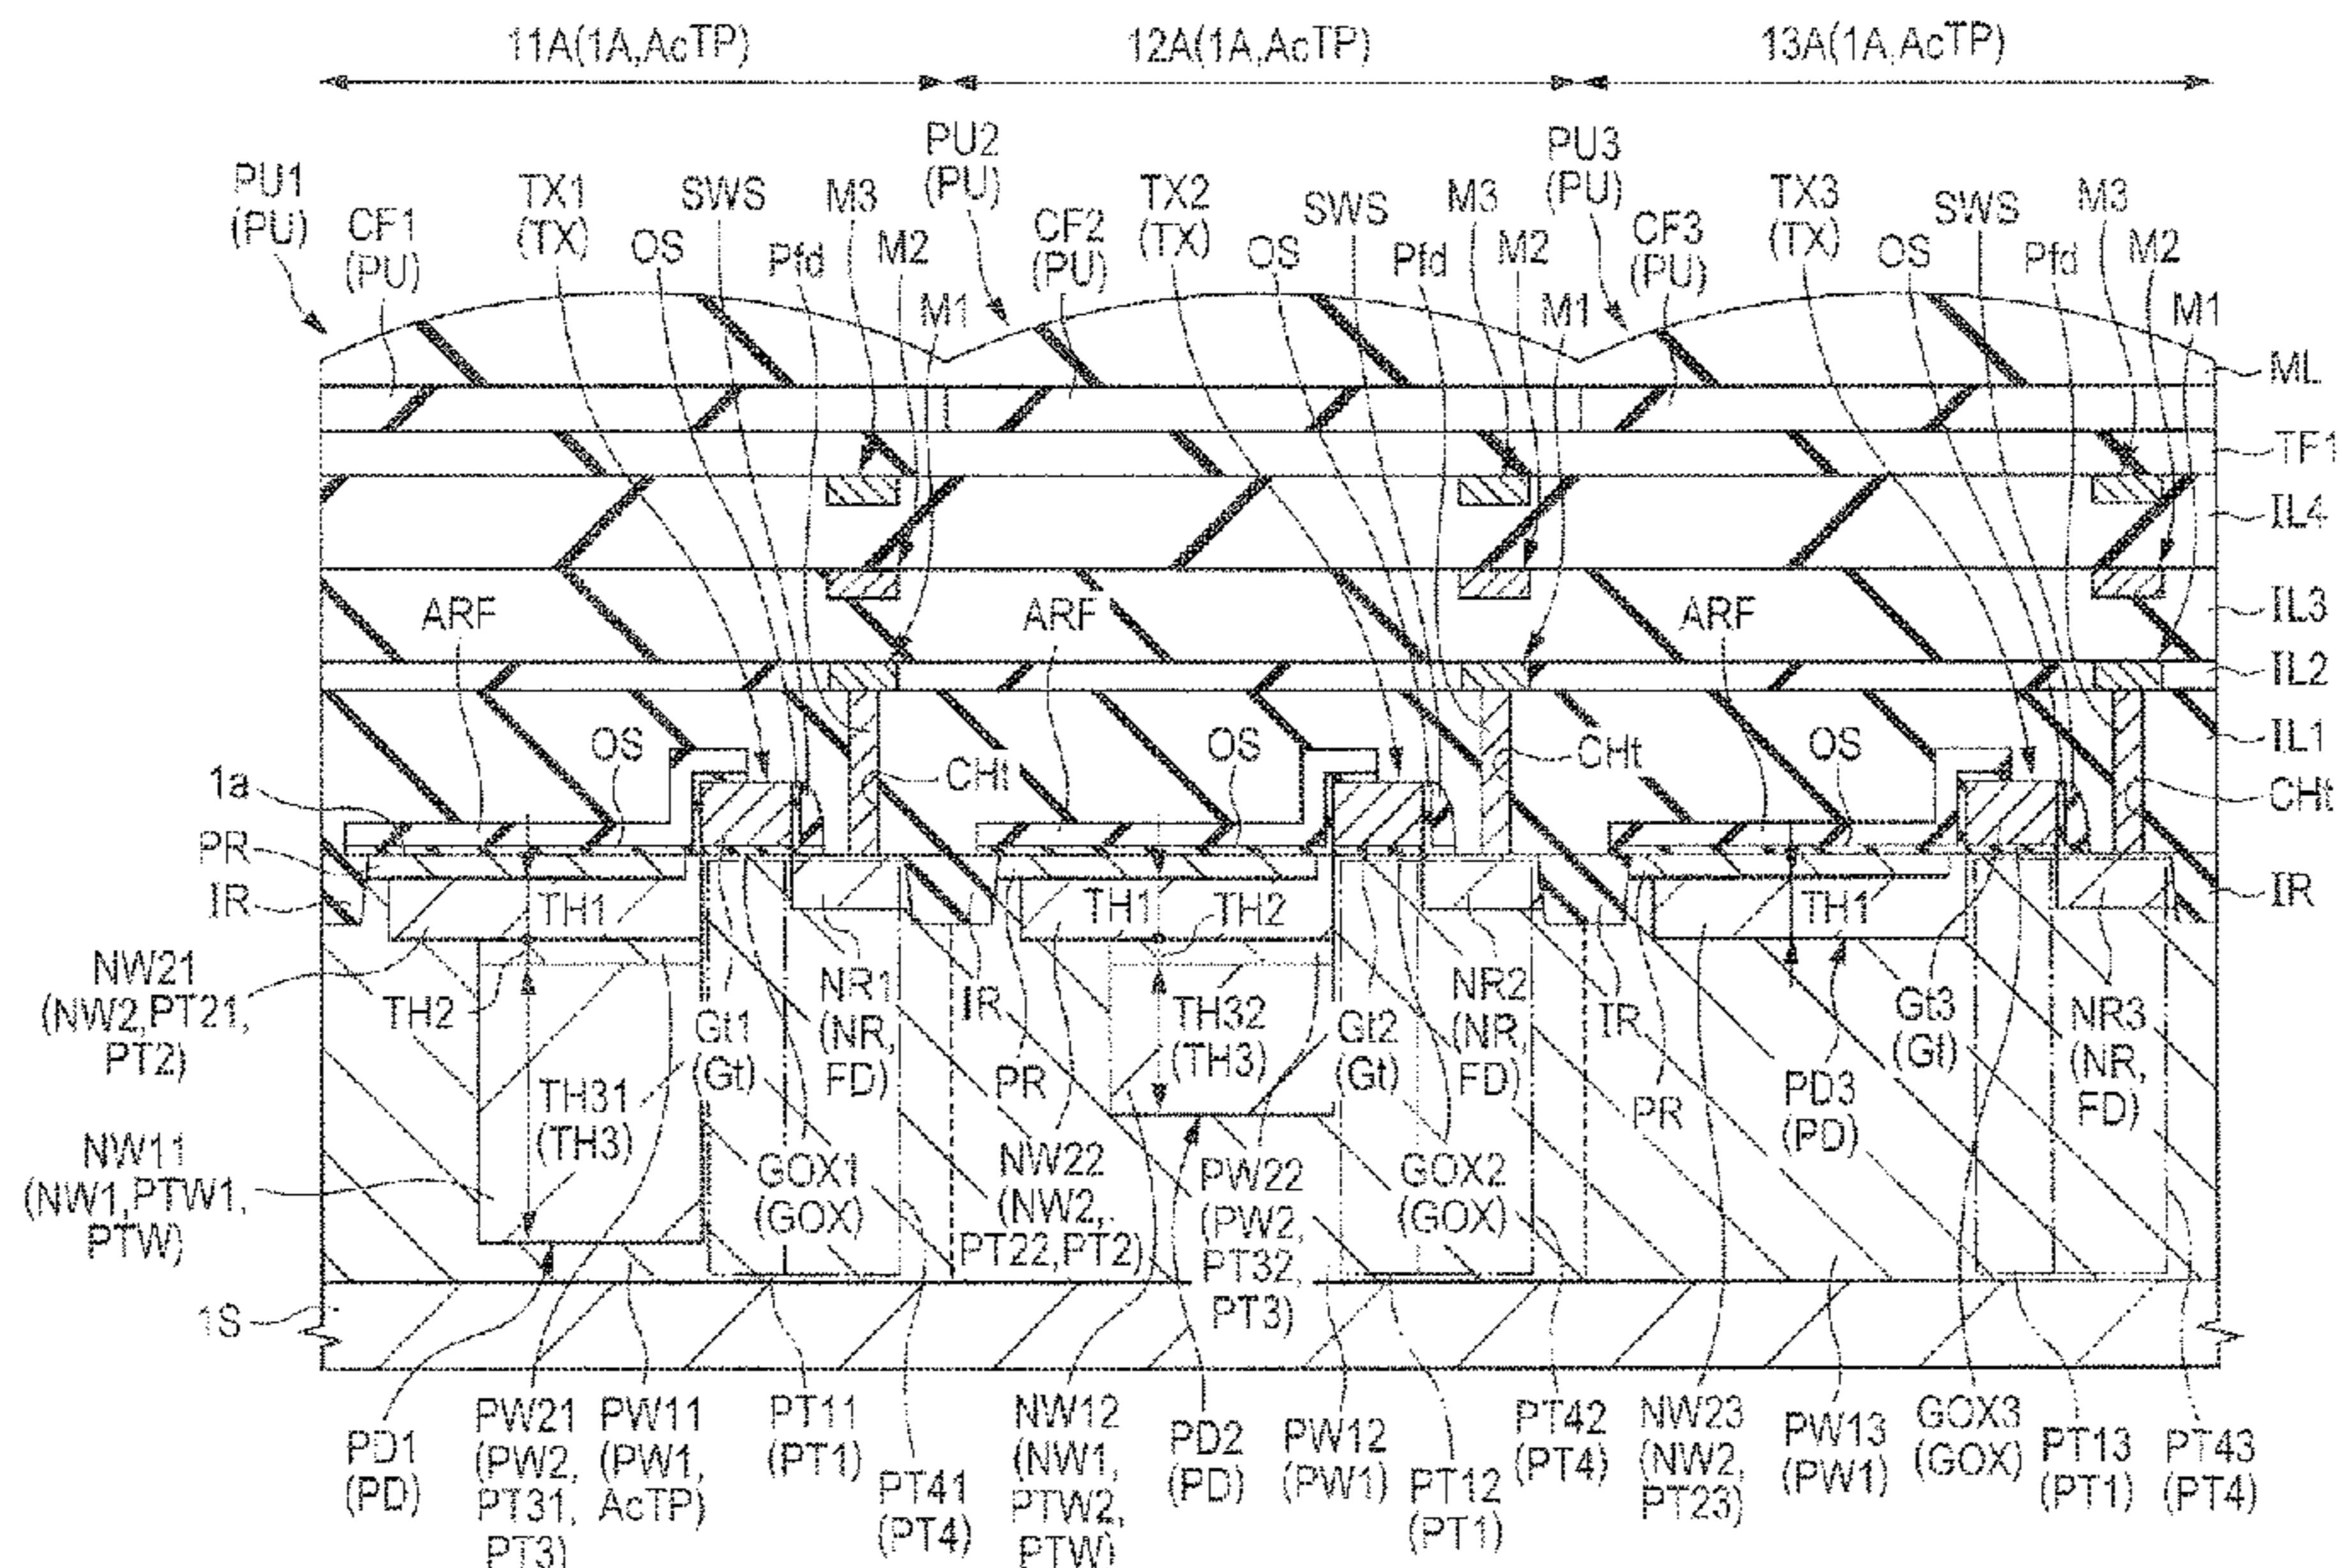 11A(1A,AcTP)
12A(1A,AcTP)
13A(1A,AcTP)
PU1
(PU)
CF1
(PU)
TX1
(TX)
OS
SWS
Pfd
M3
M2
M1
PU2
(PU)
CF2
(PU)
TX2
(TX)
OS
SWS
Pfd
M3
M2
M1
PU3
(PU)
CF3
(PU)
TX3
(TX)
OS
SWS
Pfd
M3
M2
M1
ML
TF1
IL4
IL3
IL2
IL1
CHt
IR
ARF
ARF
ARF
OS
OS
OS
CHt
CHt
1a
PR
IR
TH1
TH1
TH2
TH1
NW21
(NW2,PT21,
PT2)
TH2
TH31
(TH3)
Gt1
(Gt)
NR1
(NR,
FD)
IR
PR
TH32
(TH3)
Gt2
(Gt)
NR2
(NR,
FD)
IR
PR
PD3
(PD)
Gt3
(Gt)
NR3
(NR,
FD)
NW11
(NW1,PTW1,
PTW)
GOX1
(GOX)
NW22
(NW2,
PT22,PT2)
PW22
(PW2,
PT32,
PT3)
GOX2
(GOX)
1S
PD1
(PD)
PW21
(PW2,
PT31,
PT3)
PW11
(PW1,
AcTP)
PT11
(PT1)
PT41
(PT4)
NW12
(NW1,
PTW2,
PTW)
PD2
(PD)
PW12
(PW1)
PT12
(PT1)
PT42
(PT4)
NW23
(NW2,
PT23)
PW13
(PW1)
GOX3
(GOX)
PT13
(PT1)
PT43
(PT4)